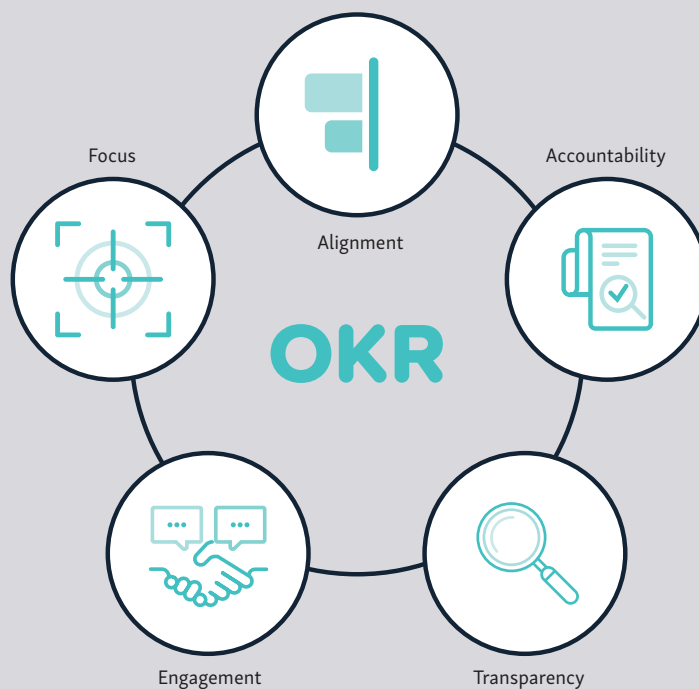 Focus
Accountability
Alignment
OKR
Engagement
Transparency